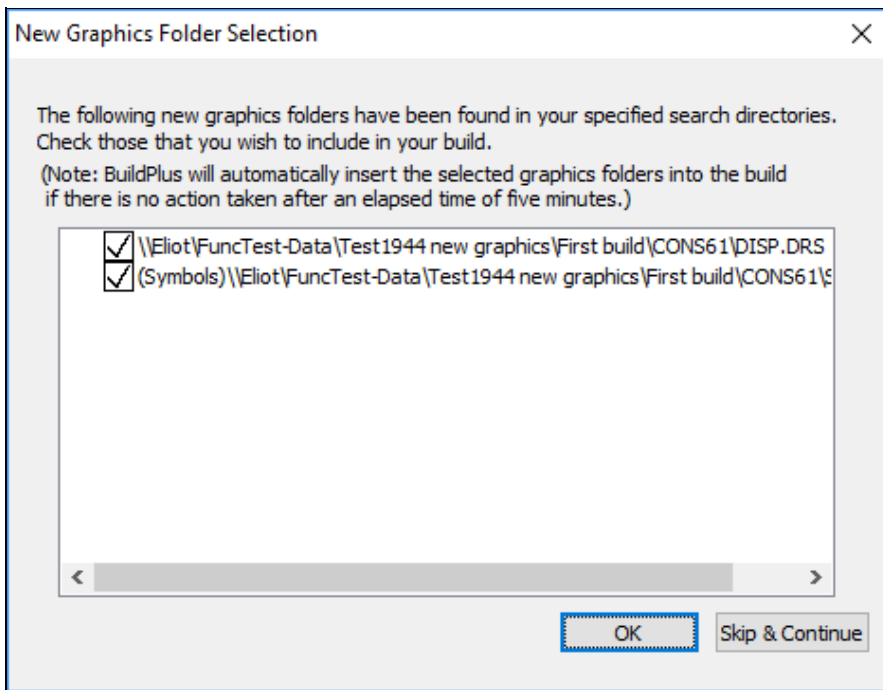 New Graphics Folder Selection
The following new graphics folders have been found in your specified search directories.
Check those that you wish to include in your build.
(Note: BuildPlus will automatically insert the selected graphics folders into the build
if there is no action taken after an elapsed time of five minutes.)
\\Eliot\FuncTest-Data\Test1944 new graphics\First build\CONS61\DISP.DRS
(Symbols)\\Eliot\FuncTest-Data\Test1944 new graphics\First build\CONS61\
OK
Skip & Continue